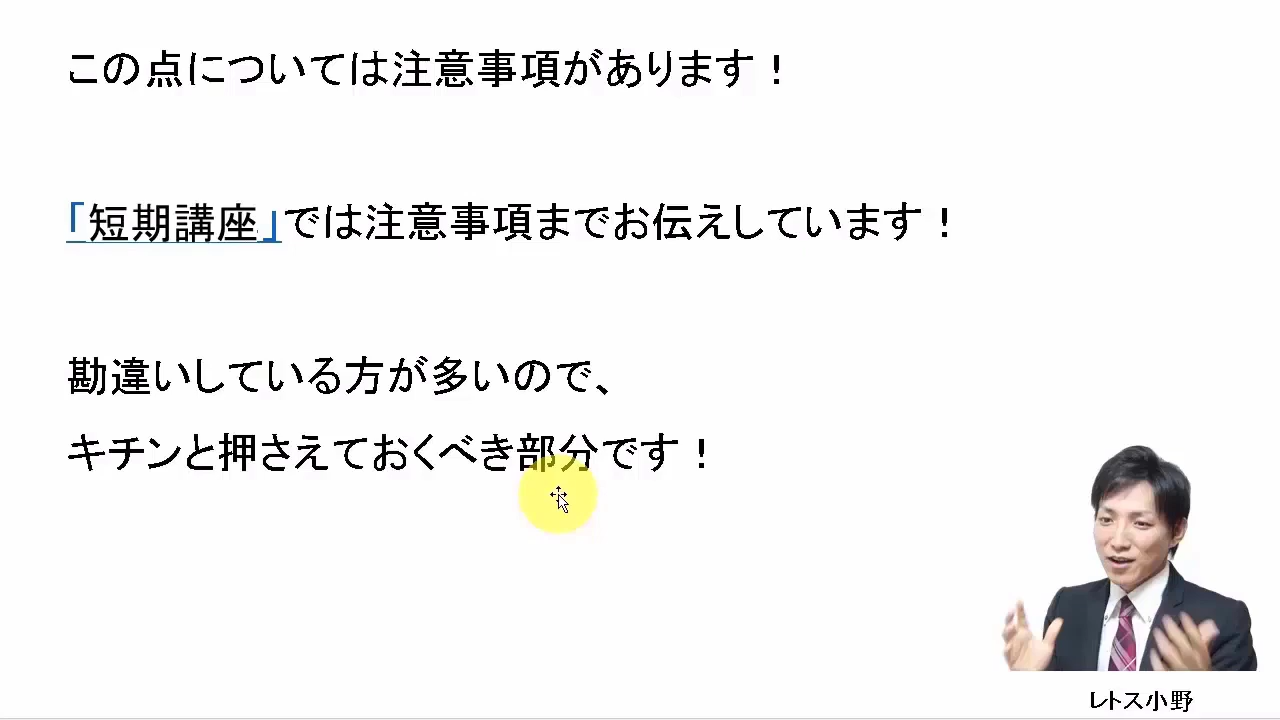 この点については注意事項があります！
「短期講座」では注意事項までお伝えしています！
勘違いしている方が多いので、
キチンと押さえておくべき部分です！
レトス小野